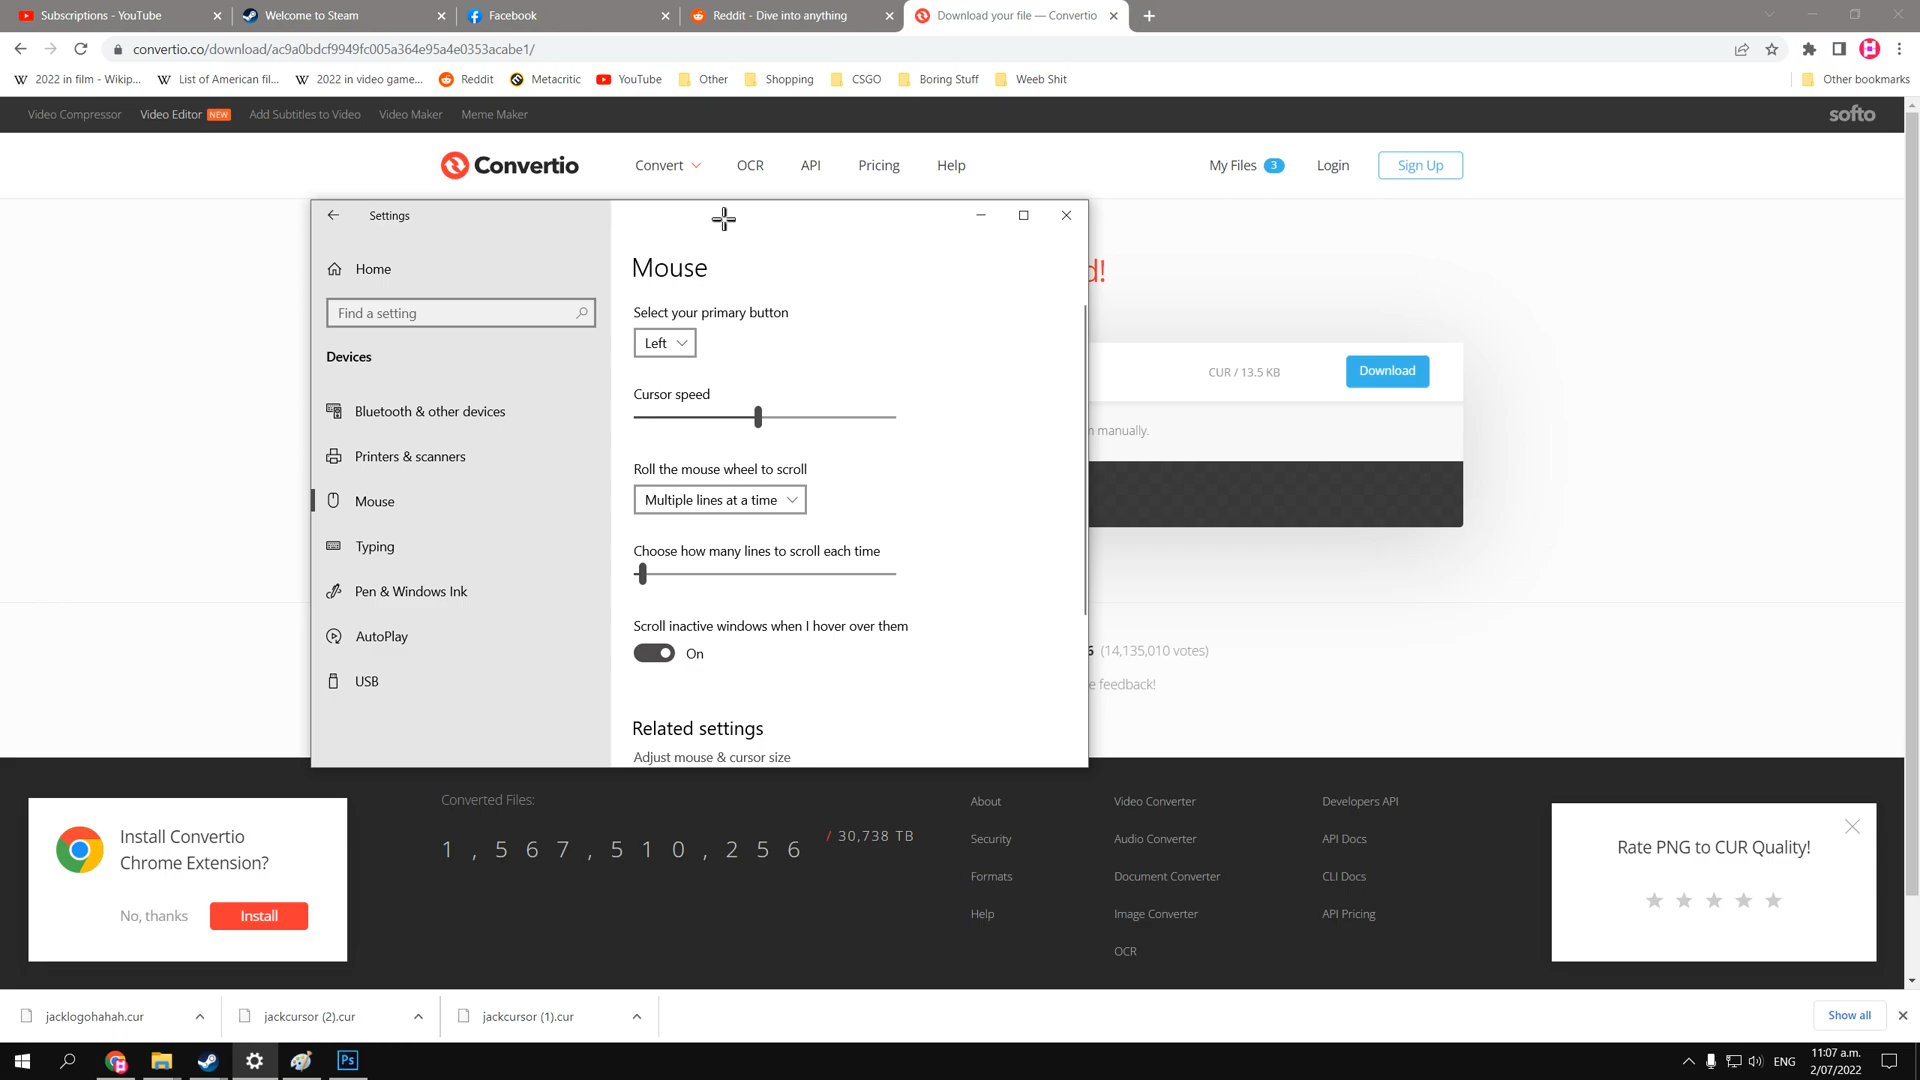 Subscriptions - YouTube
Welcome to Steam
Facebook
Reddit - Dive into anything
Download your file — Convertio
convertio.co/download/ac9a0bdcf9949fc005a364e95a4e0353acabe1/
2022 in film - Wikip...
List of American fil...
2022 in video game...
Reddit
Metacritic
YouTube
Other
Shopping
CSGO
Boring Stuff
Weeb Shit
Other bookmarks
Video Compressor
Video Editor NEW
Add Subtitles to Video
Video Maker
Meme Maker
softo
Convertio
Convert
OCR
API
Pricing
Help
My Files 3
Login
Sign Up
Settings
Home
Find a setting
Devices
Bluetooth & other devices
Printers & scanners
Mouse
Typing
Pen & Windows Ink
AutoPlay
USB
Mouse
Select your primary button
Left
Cursor speed
Roll the mouse wheel to scroll
Multiple lines at a time
Choose how many lines to scroll each time
Scroll inactive windows when I hover over them
On
Related settings
Adjust mouse & cursor size
d!
CUR / 13.5 KB
Download
manually.
6 (14,135,010 votes)
e feedback!
Install Convertio
Chrome Extension?
No, thanks
Install
Converted Files:
1,567,510,256
/ 30,738 TB
About
Security
Formats
Help
Video Converter
Audio Converter
Document Converter
Image Converter
OCR
Developers API
API Docs
CLI Docs
API Pricing
Rate PNG to CUR Quality!
jacklogohahah.cur
jackcursor (2).cur
jackcursor (1).cur
Show all
Ps
ENG
11:07 a.m.
2/07/2022